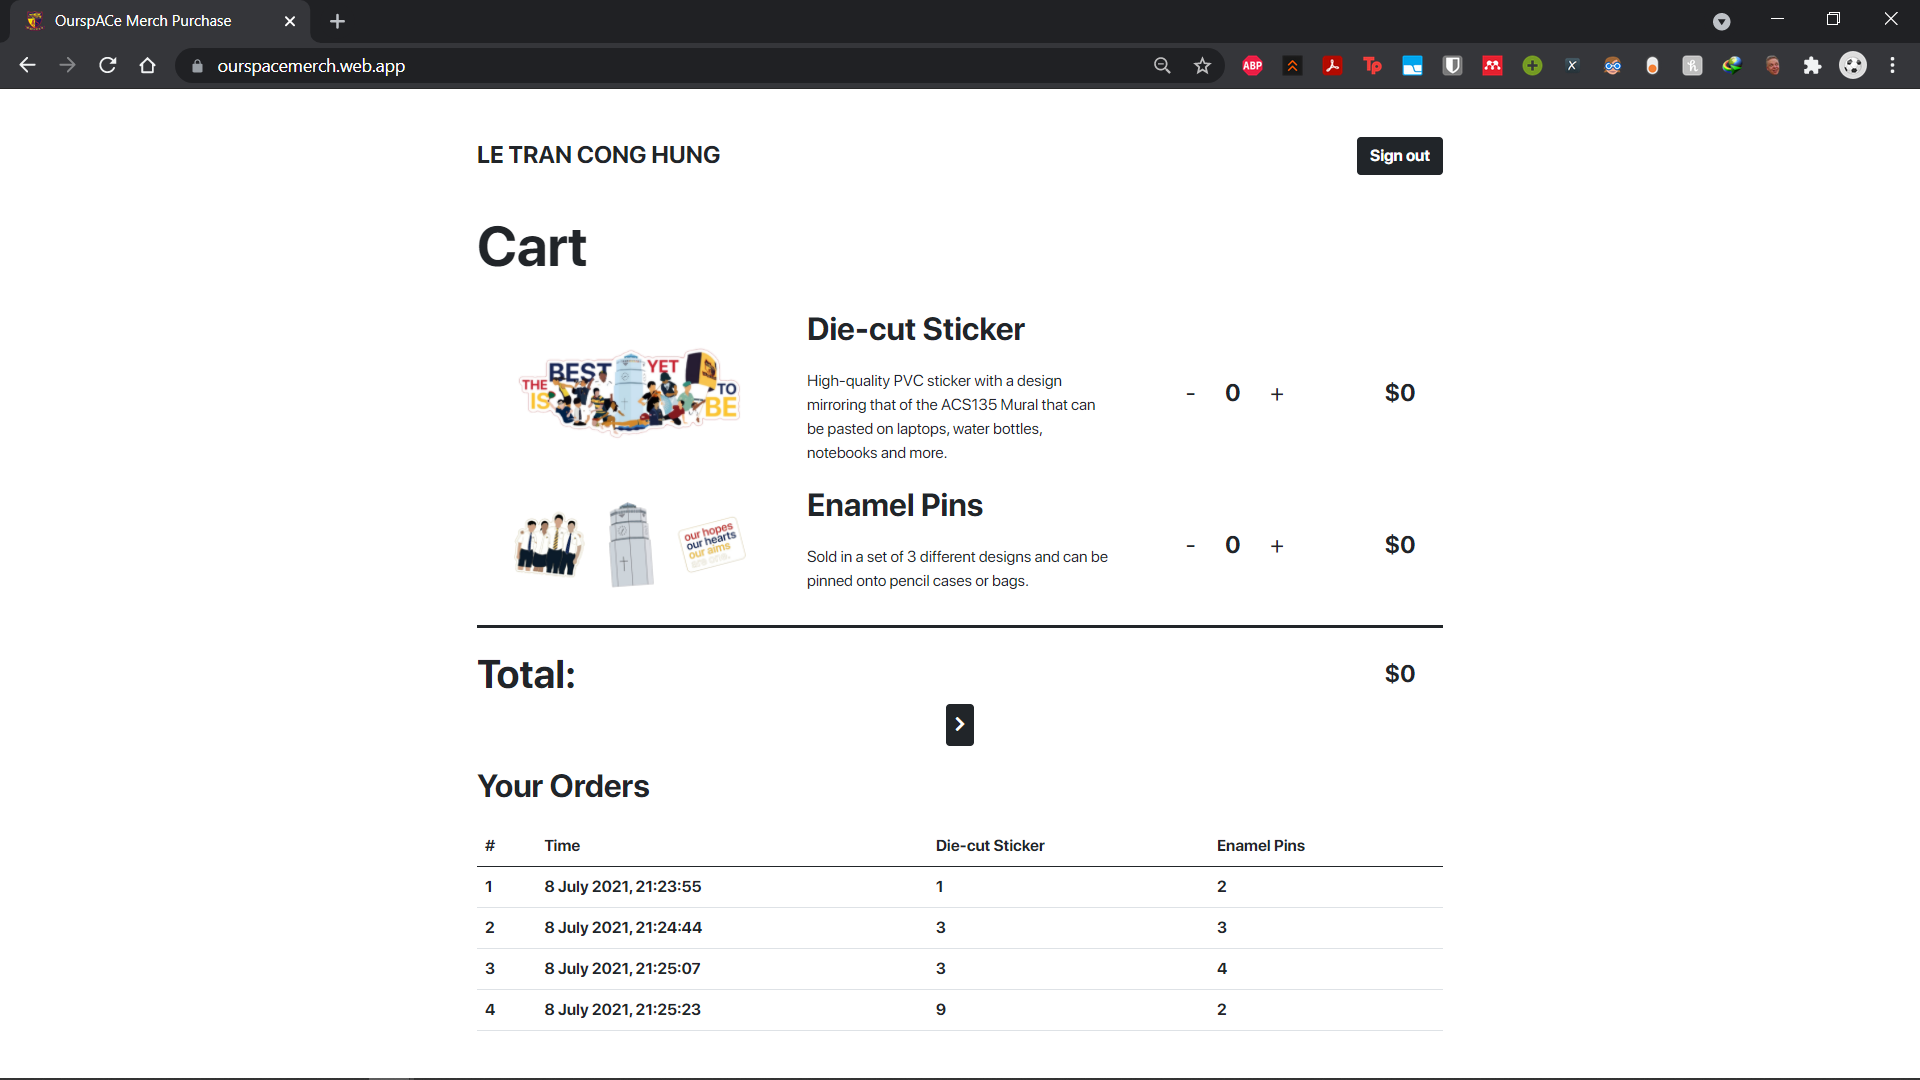 OurspACe Merch Purchase
ourspacemerch.web.app
ABP
LE TRAN CONG HUNG
Sign out
Cart
Die-cut Sticker
THE BEST YET
IS TO
BE
High-quality PVC sticker with a design
mirroring that of the ACS135 Mural that can
be pasted on laptops, water bottles,
notebooks and more.
- 0 + $0
Enamel Pins
our hopes
our hearts
our aims
are one.
Sold in a set of 3 different designs and can be
pinned onto pencil cases or bags.
- 0 + $0
Total: $0
Your Orders
# Time Die-cut Sticker Enamel Pins
1 8 July 2021, 21:23:55 1 2
2 8 July 2021, 21:24:44 3 3
3 8 July 2021, 21:25:07 3 4
4 8 July 2021, 21:25:23 9 2